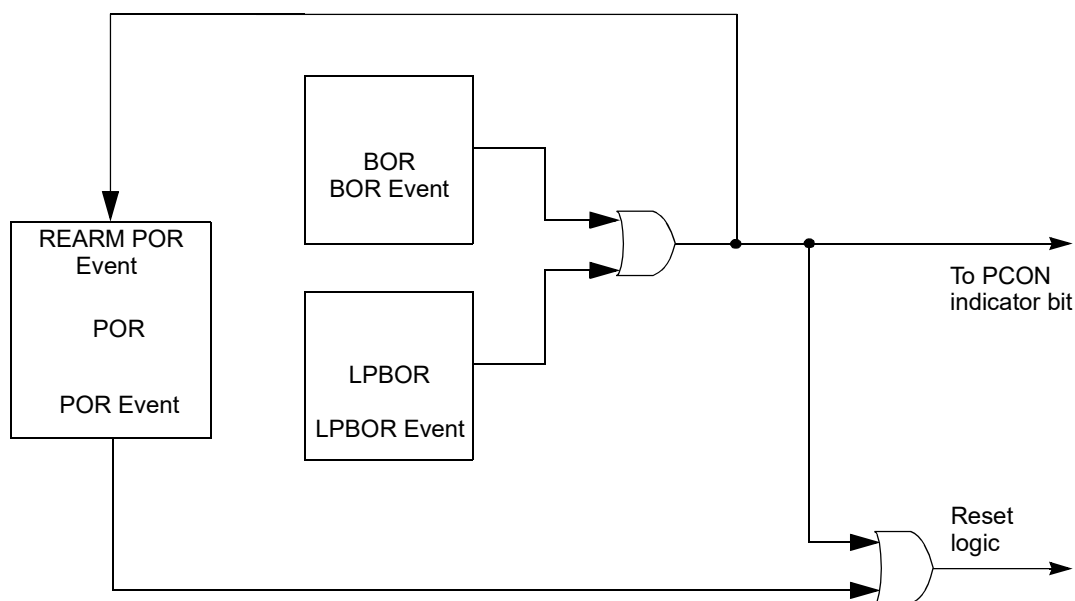 BOR
BOR Event
REARM POR
Event
POR
POR Event
LPBOR
LPBOR Event
To PCON
indicator bit
Reset
logic